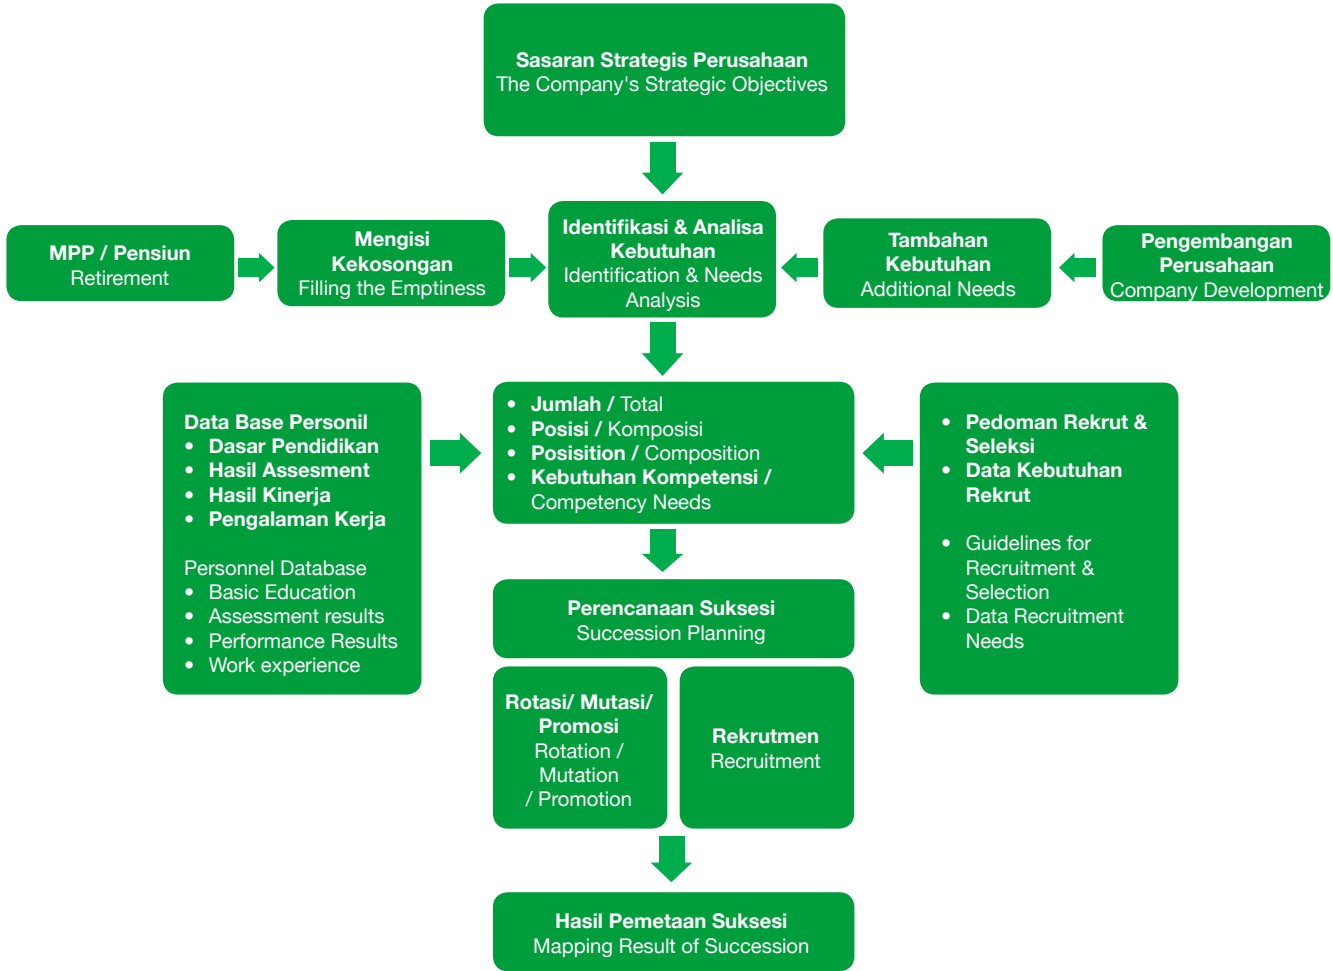 Sasaran Strategis Perusahaan
The Company's Strategic Objectives
MPP / Pensiun
Retirement
Mengisi
Kekosongan
Filling the Emptiness
Identifikasi & Analisa
Kebutuhan
Identification & Needs
Analysis
Tambahan
Kebutuhan
Additional Needs
Pengembangan
Perusahaan
Company Development
Data Base Personil
• Dasar Pendidikan
• Hasil Assesment
• Hasil Kinerja
• Pengalaman Kerja
Personnel Database
• Basic Education
• Assessment results
• Performance Results
• Work experience
• Jumlah / Total
• Posisi / Komposisi
• Posisition / Composition
• Kebutuhan Kompetensi /
Competency Needs
• Pedoman Rekrut &
Seleksi
• Data Kebutuhan
Rekrut
• Guidelines for
Recruitment &
Selection
• Data Recruitment
Needs
Perencanaan Suksesi
Succession Planning
Rotasi/ Mutasi/
Promosi
Rotation /
Mutation
/ Promotion
Rekrutmen
Recruitment
Hasil Pemetaan Suksesi
Mapping Result of Succession